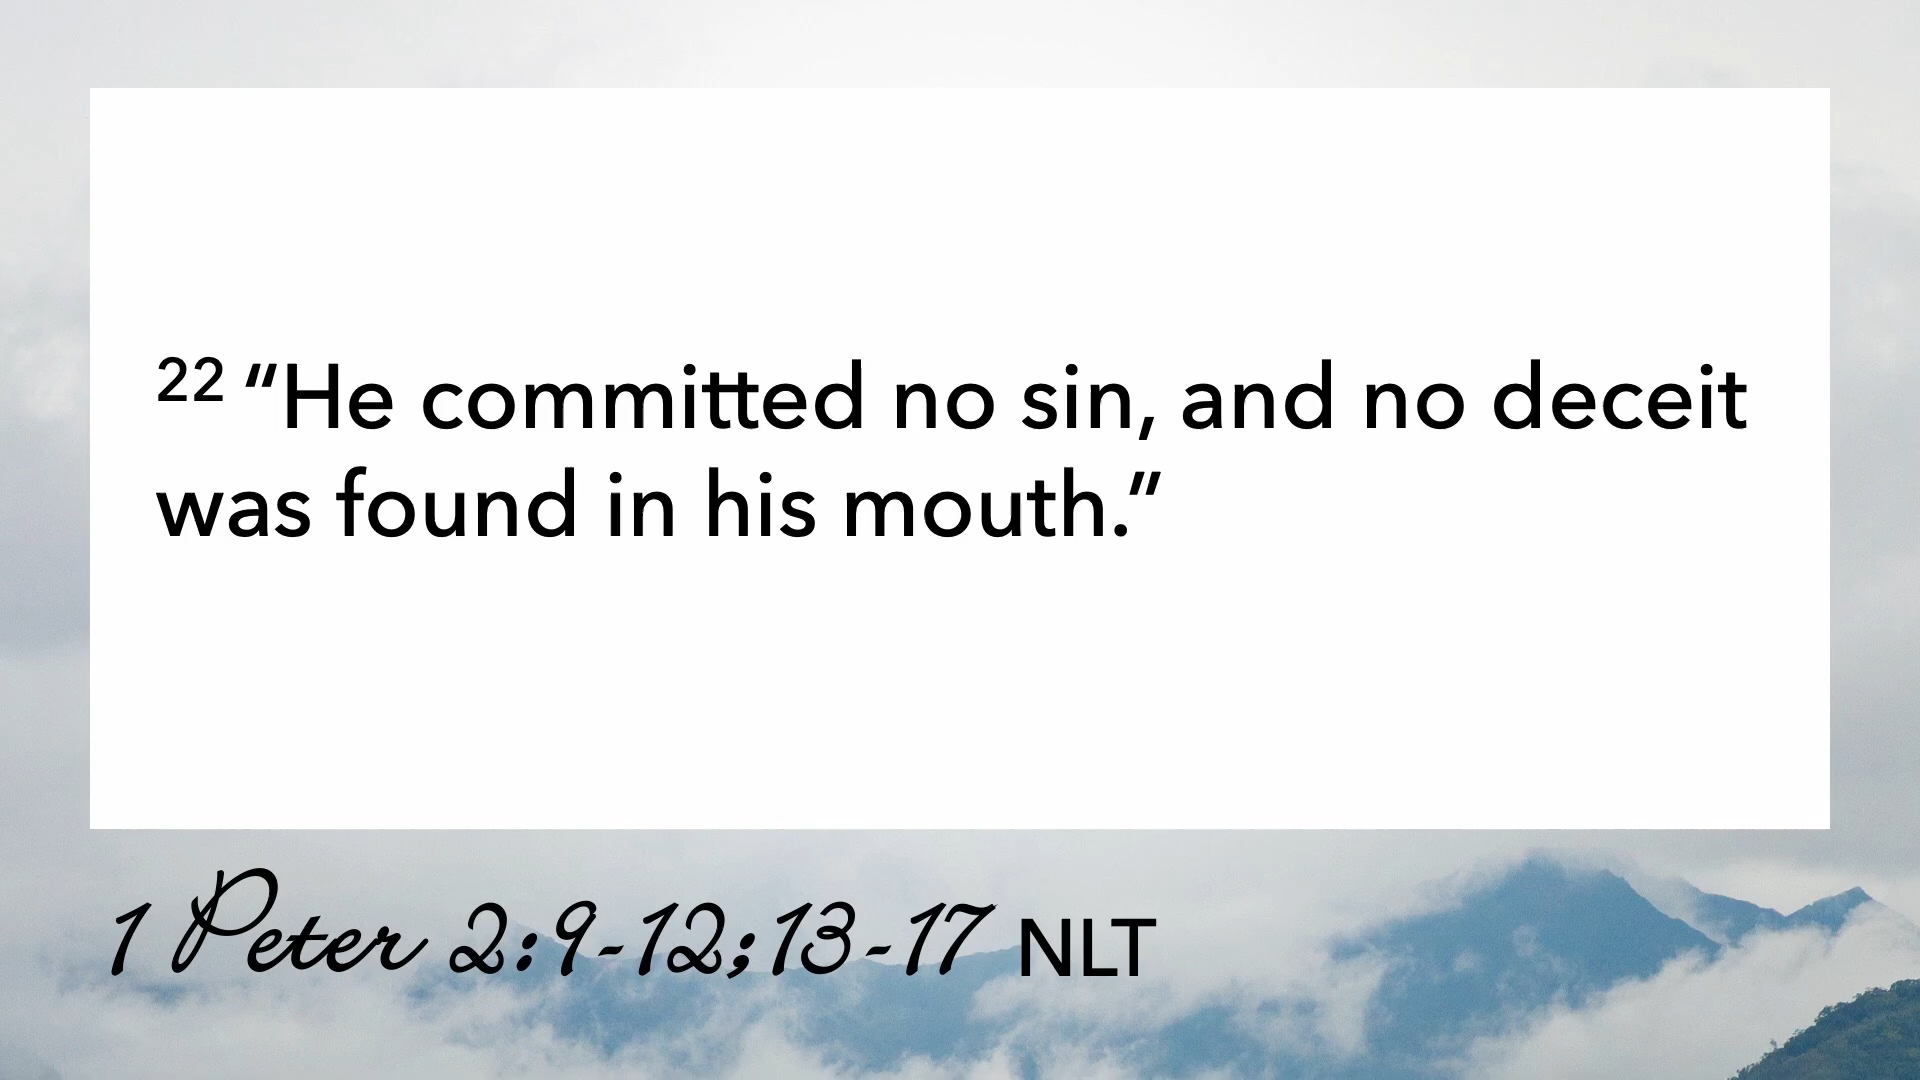 22 “He committed no sin, and no deceit
was found in his mouth.”
1 Peter 2:9-12;13-17 NLT